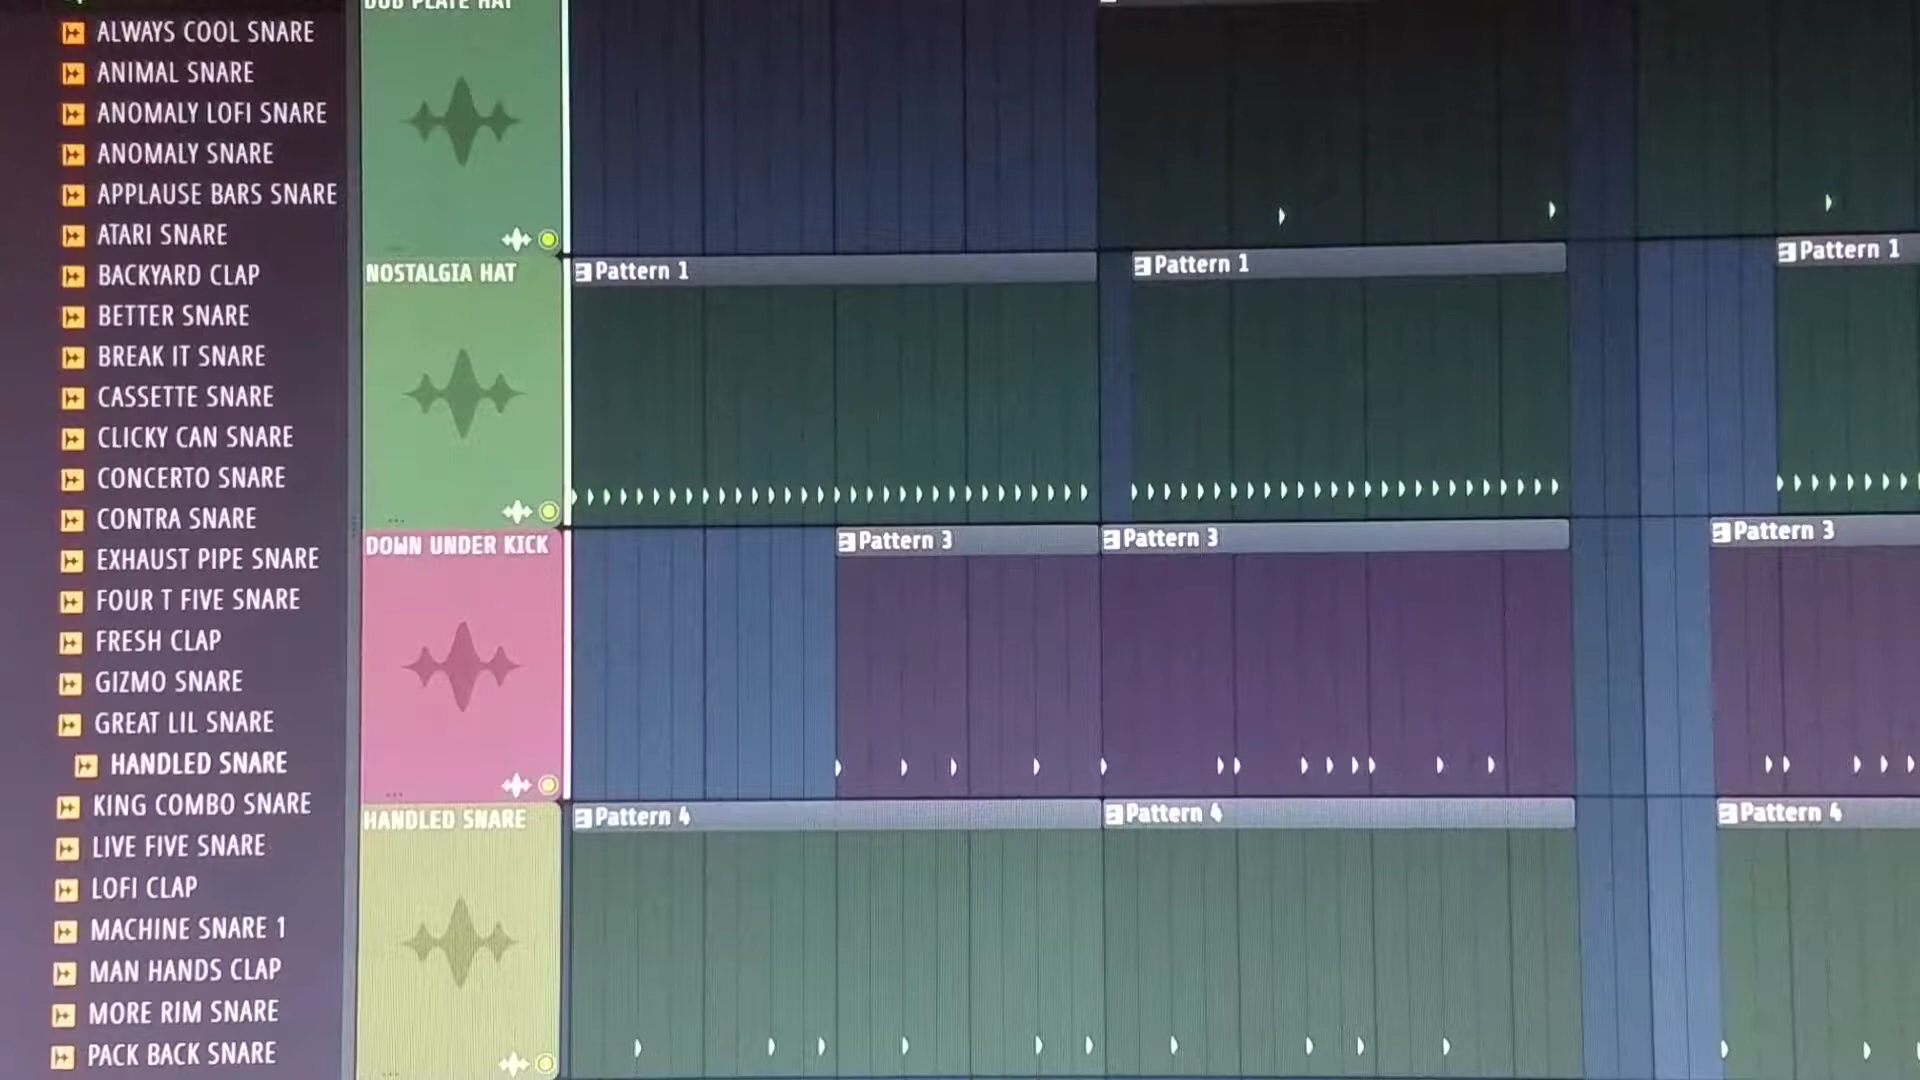 ALWAYS COOL SNARE
ANIMAL SNARE
ANOMALY LOFI SNARE
ANOMALY SNARE
APPLAUSE BARS SNARE
ATARI SNARE
BACKYARD CLAP
BETTER SNARE
BREAK IT SNARE
CASSETTE SNARE
CLICKY CAN SNARE
CONCERTO SNARE
CONTRA SNARE
EXHAUST PIPE SNARE
FOUR T FIVE SNARE
FRESH CLAP
GIZMO SNARE
GREAT LIL SNARE
HANDLED SNARE
KING COMBO SNARE
LIVE FIVE SNARE
LOFI CLAP
MACHINE SNARE 1
MAN HANDS CLAP
MORE RIM SNARE
PACK BACK SNARE
DUB PLATE HAT
NOSTALGIA HAT
Pattern 1
Pattern 1
Pattern 1
DOWN UNDER KICK
Pattern 3
Pattern 3
Pattern 3
HANDLED SNARE
Pattern 4
Pattern 4
Pattern 4